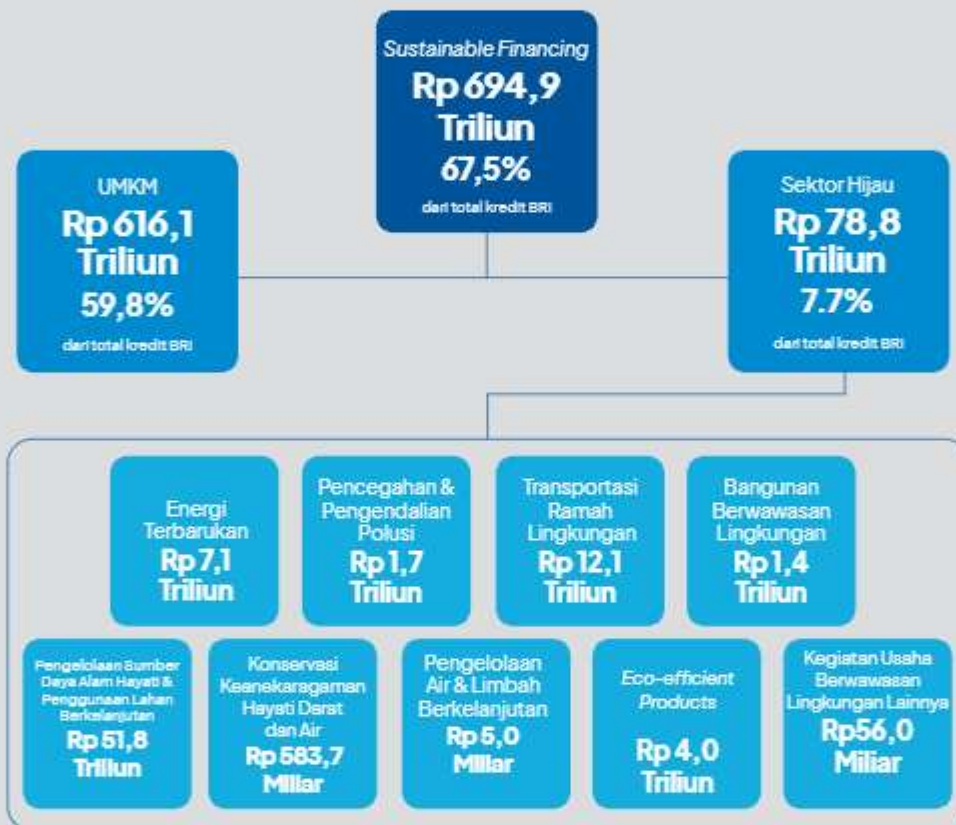 Sustainable Financing
Rp 694,9
Triliun
67,5%
dari total kredit BRI
UMKM
Rp 616,1
Triliun
59,8%
dari total kredit BRI
Sektor Hijau
Rp 78,8
Triliun
7.7%
dari total kredit BRI
Energi
Terbarukan
Rp 7,1
Triliun
Pencegahan &
Pengendalian
Polusi
Rp 1,7
Triliun
Transportasi
Ramah
Lingkungan
Rp 12,1
Triliun
Bangunan
Berwawasan
Lingkungan
Rp 1,4
Triliun
Pengelolaan Sumber
Daya Alam Hayati &
Penggunaan Lahan
Berkelanjutan
Rp 51,8
Triliun
Konservasi
Keanekaragaman
Hayati Darat
dan Air
Rp 583,7
Miliar
Pengelolaan
Air & Limbah
Berkelanjutan
Rp 5,0
Miliar
Eco-efficient
Products
Rp 4,0
Triliun
Kegiatan Usaha
Berwawasan
Lingkungan Lainnya
Rp56,0
Miliar